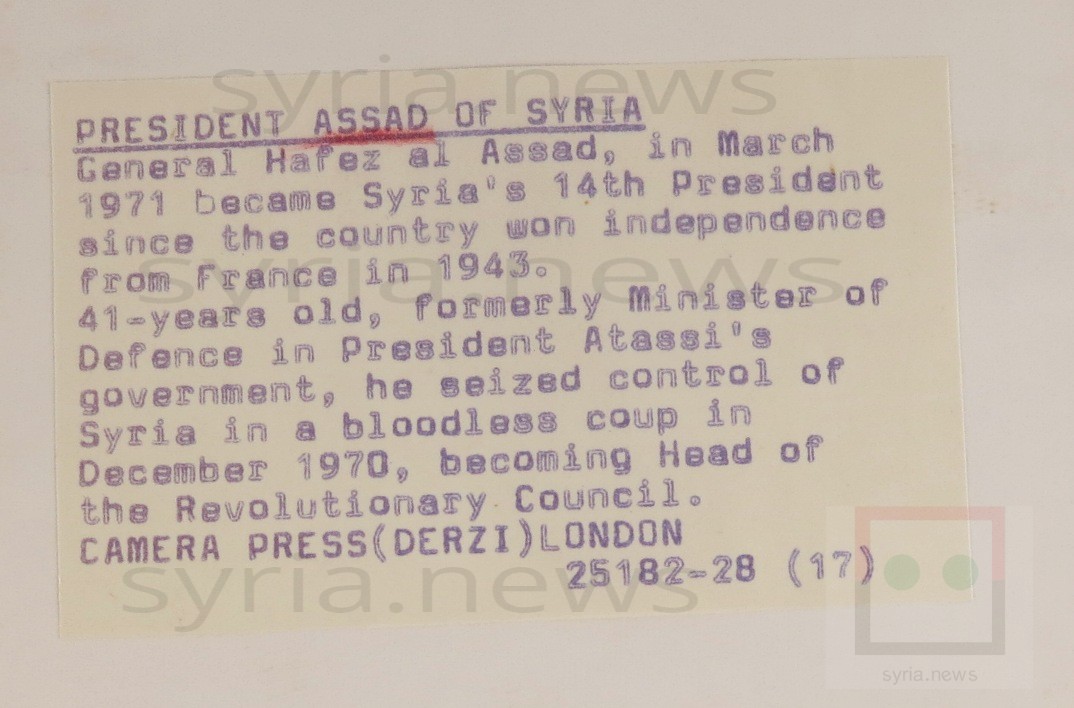 syria.news
PRESIDENT ASSAD OF SYRIA
General Hafez al Assad, in March
1971 became Syria's 14th President
since the country won independence
from France in 1943.
syria.news
41-years old, formerly Minister of
Defence in President Atassi's
government, he seized control of
Syria in a bloodless coup in
December 1970, becoming Head of
the Revolutionary Council.
CAMERA PRESS(DERZI)LONDON
25182-28 (17)
syria.news
syria.news